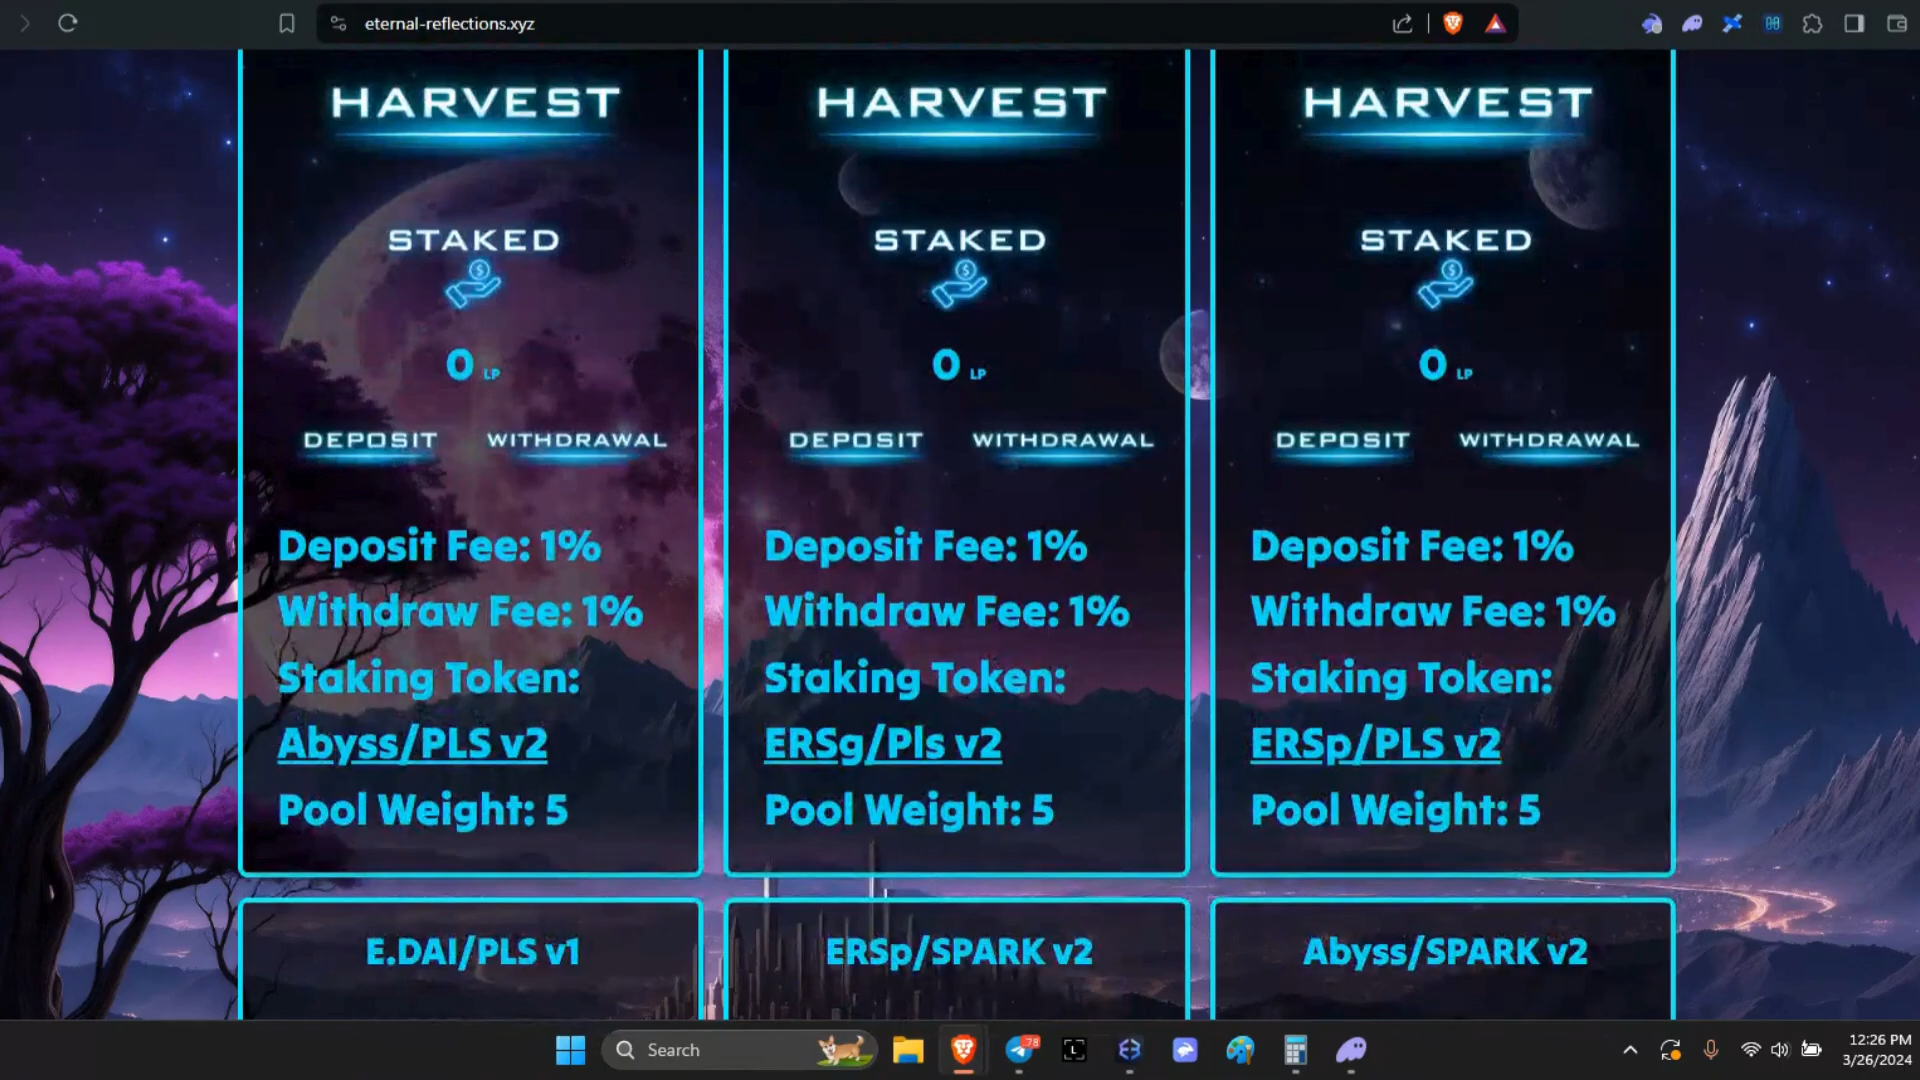 eternal-reflections.xyz
HARVEST
STAKED
0 LP
DEPOSIT WITHDRAWAL
Deposit Fee: 1%
Withdraw Fee: 1%
Staking Token:
Abyss/PLS v2
Pool Weight: 5
HARVEST
STAKED
0 LP
DEPOSIT WITHDRAWAL
Deposit Fee: 1%
Withdraw Fee: 1%
Staking Token:
ERSg/Pls v2
Pool Weight: 5
HARVEST
STAKED
0 LP
DEPOSIT WITHDRAWAL
Deposit Fee: 1%
Withdraw Fee: 1%
Staking Token:
ERSp/PLS v2
Pool Weight: 5
E.DAI/PLS v1
ERSp/SPARK v2
Abyss/SPARK v2
Search
78
L
12:26 PM
3/26/2024